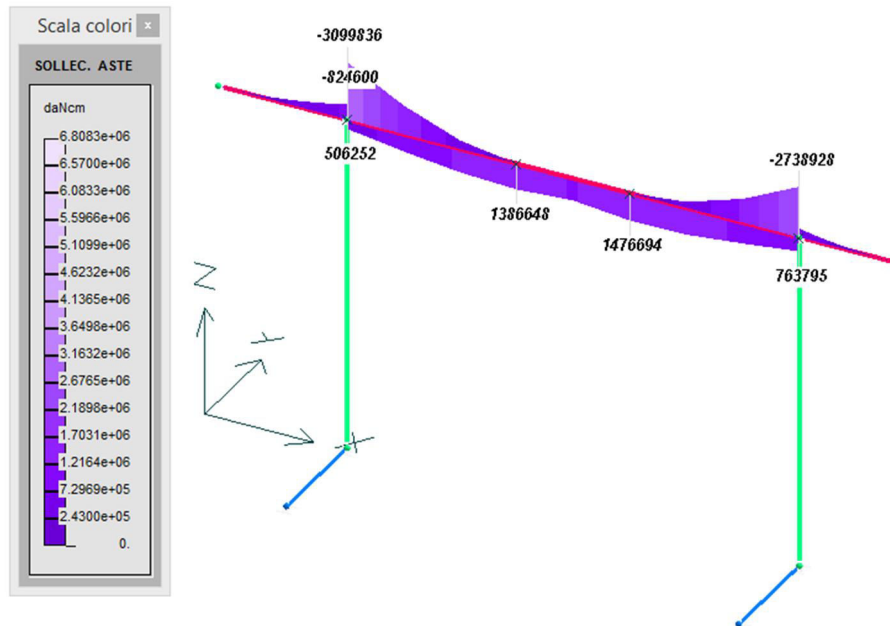 Scala colori x
SOLLEC. ASTE
daNcm
6.8083e+06
6.5700e+06
6.0833e+06
5.5966e+06
5.1099e+06
4.6232e+06
4.1365e+06
3.6498e+06
3.1632e+06
2.6765e+06
2.1898e+06
1.7031e+06
1.2164e+06
7.2969e+05
2.4300e+05
0.
-3099836
-824600
506252
1386648
1476694
-2738928
763795
Z
Y
X